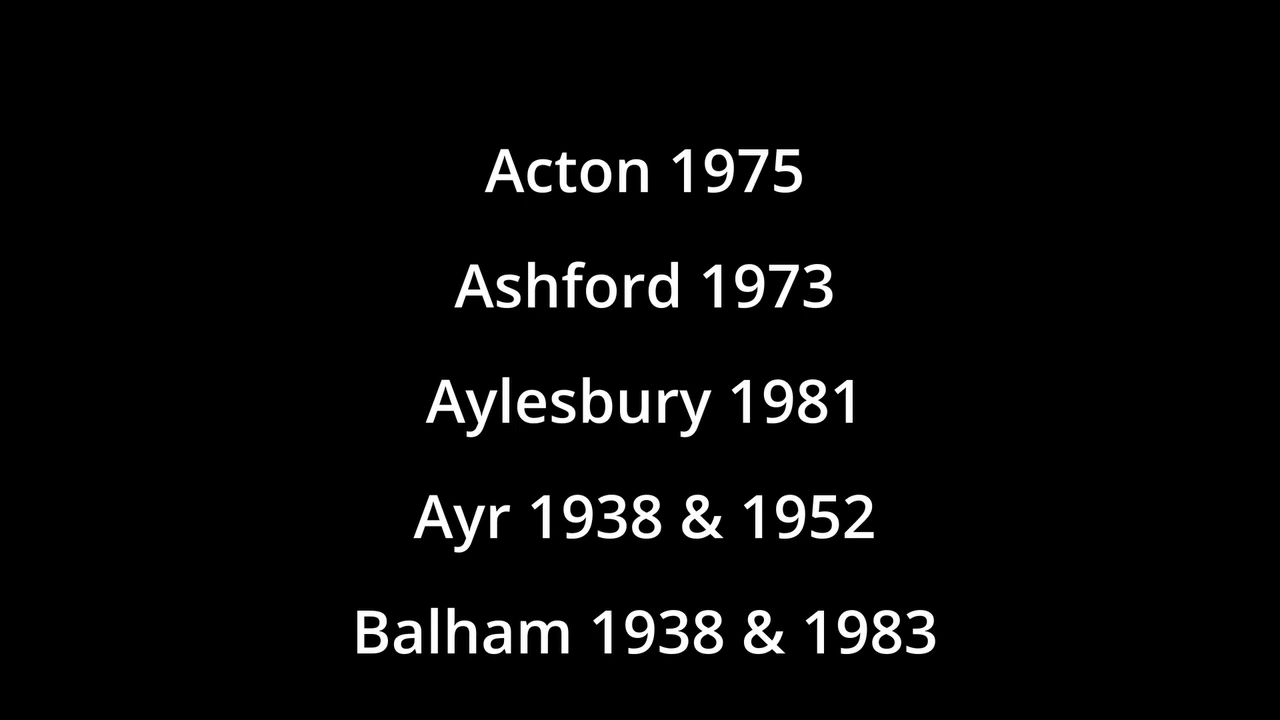 Acton 1975
Ashford 1973
Aylesbury 1981
Ayr 1938 & 1952
Balham 1938 & 1983